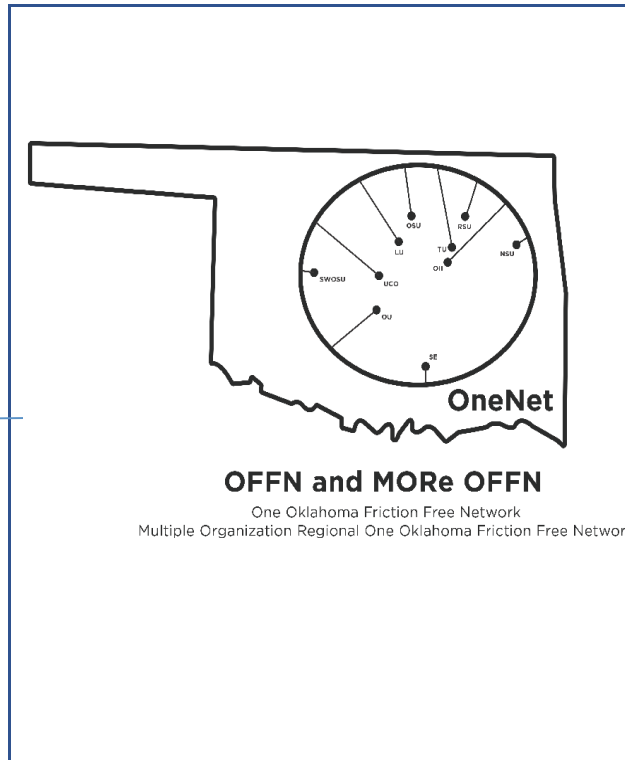 OSU
RSU
LU
TU
NSU
OII
SWOSU
UCO
OU
SE
OneNet
OFFN and MORe OFFN
One Oklahoma Friction Free Network
Multiple Organization Regional One Oklahoma Friction Free Networ